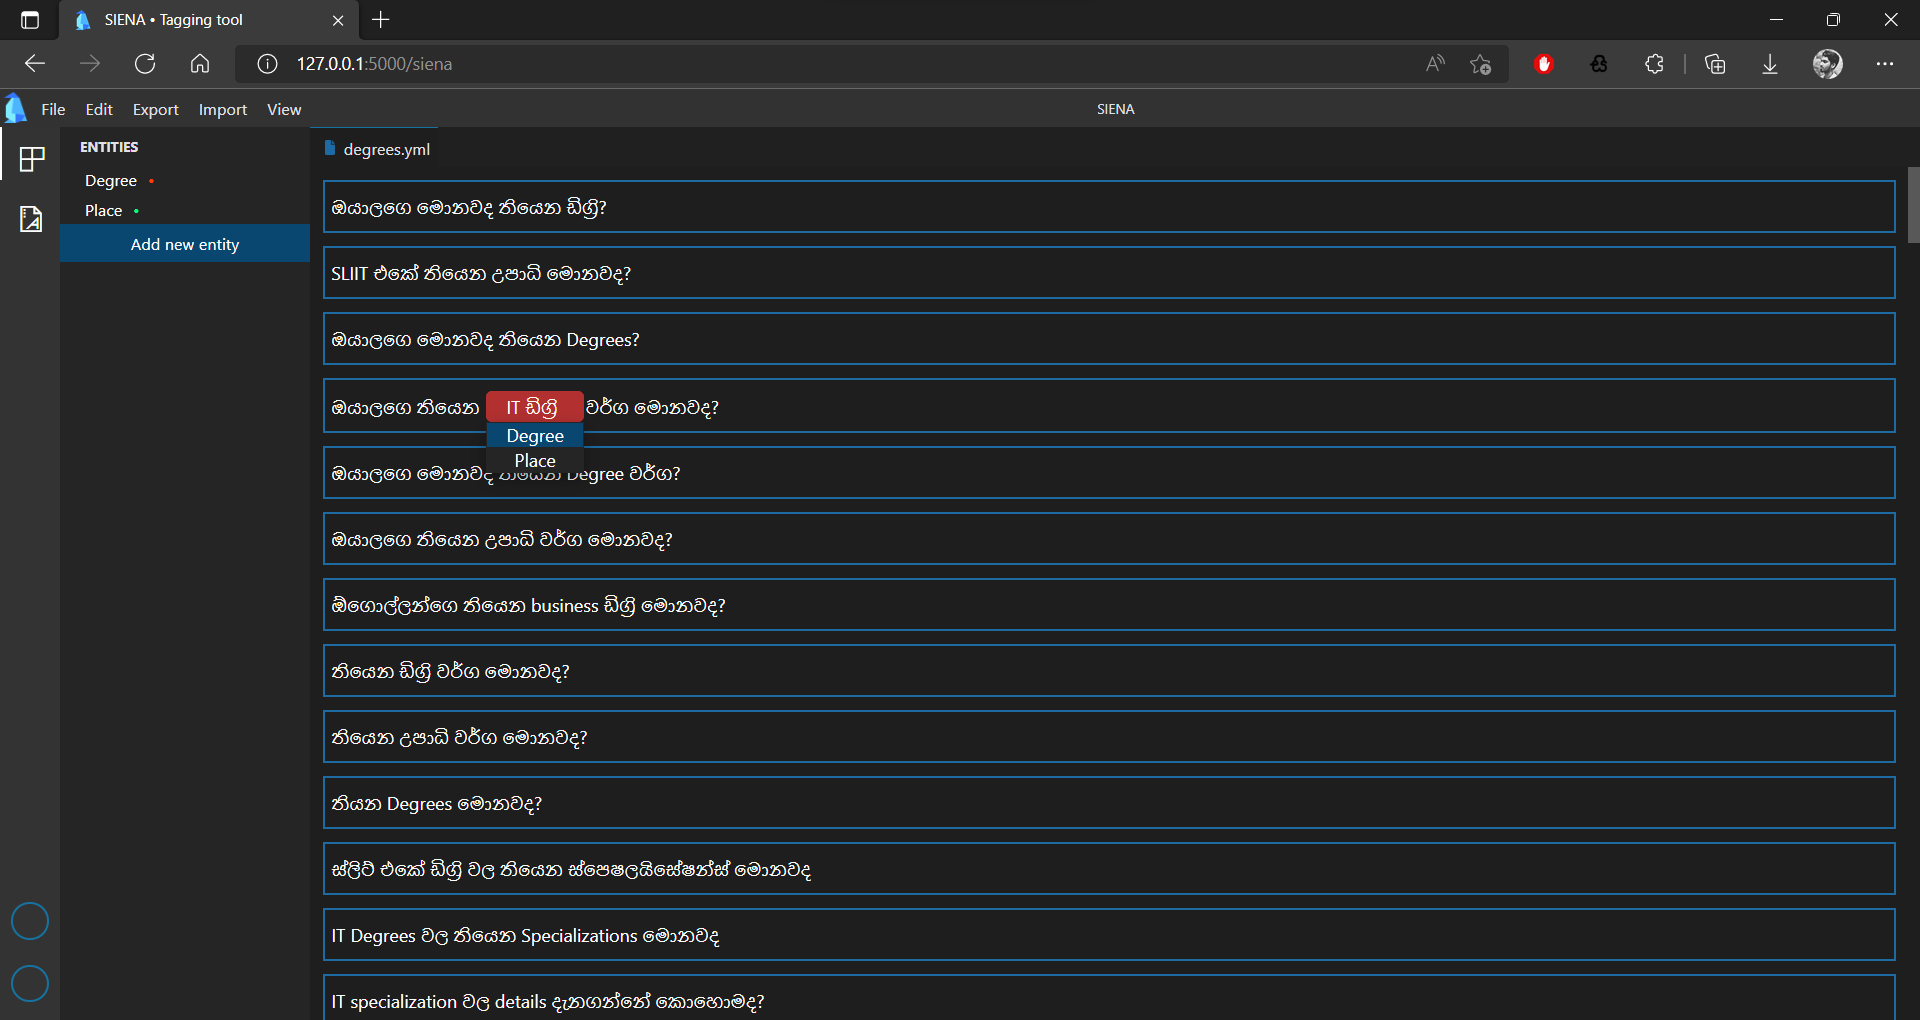 SIENA • Tagging tool
127.0.0.1:5000/siena
File Edit Export Import View
SIENA
ENTITIES
Degree
Place
Add new entity
degrees.yml
ඔයාලගෙ මොනවද තියෙන ඩිග්‍රි?
SLIIT එකේ තියෙන උපාධි මොනවද?
ඔයාලගෙ මොනවද තියෙන Degrees?
ඔයාලගෙ තියෙන IT ඩිග්‍රි වර්ග මොනවද?
Degree
Place
ඔයාලගෙ මොනවද තියෙන Degree වර්ග?
ඔයාලගෙ තියෙන උපාධි වර්ග මොනවද?
ඕගොල්ලන්ගෙ තියෙන business ඩිග්‍රි මොනවද?
තියෙන ඩිග්‍රි වර්ග මොනවද?
තියෙන උපාධි වර්ග මොනවද?
තියන Degrees මොනවද?
ස්ලිට් එකේ ඩිග්‍රි වල තියෙන ස්පෙෂලයිසේෂන්ස් මොනවද
IT Degrees වල තියෙන Specializations මොනවද
IT specialization වල details දැනගන්නේ කොහොමද?